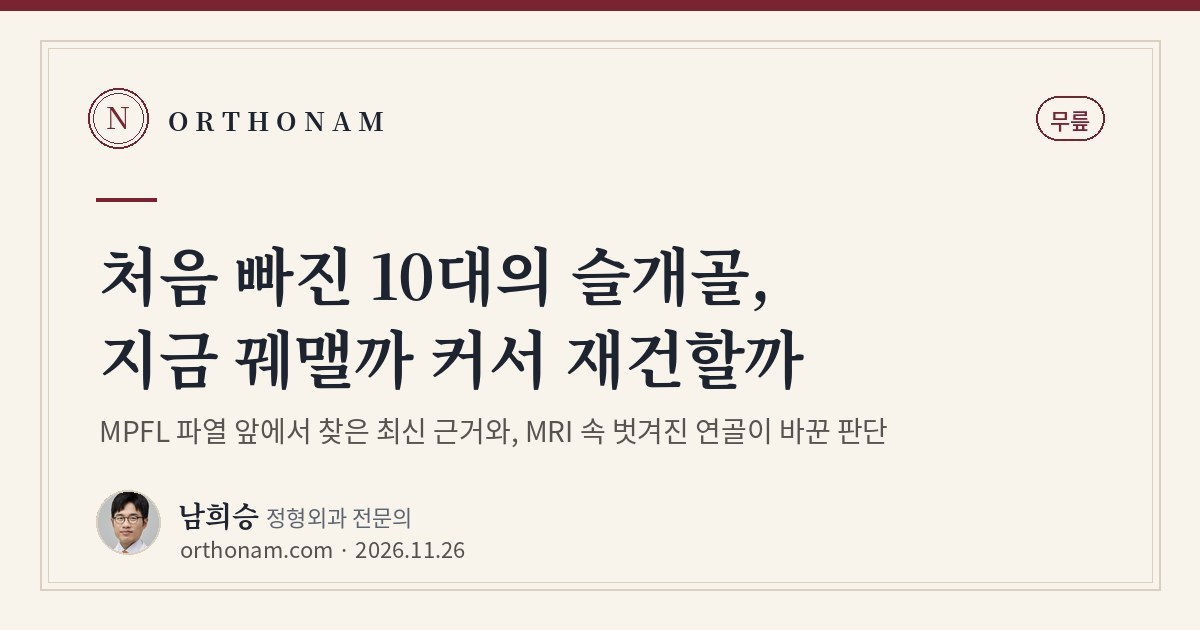 N ORTHONAM
무릎
처음 빠진 10대의 슬개골,
지금 꿰맬까 커서 재건할까
MPFL 파열 앞에서 찾은 최신 근거와, MRI 속 벗겨진 연골이 바꾼 판단
남희승 정형외과 전문의
orthonam.com · 2026.11.26